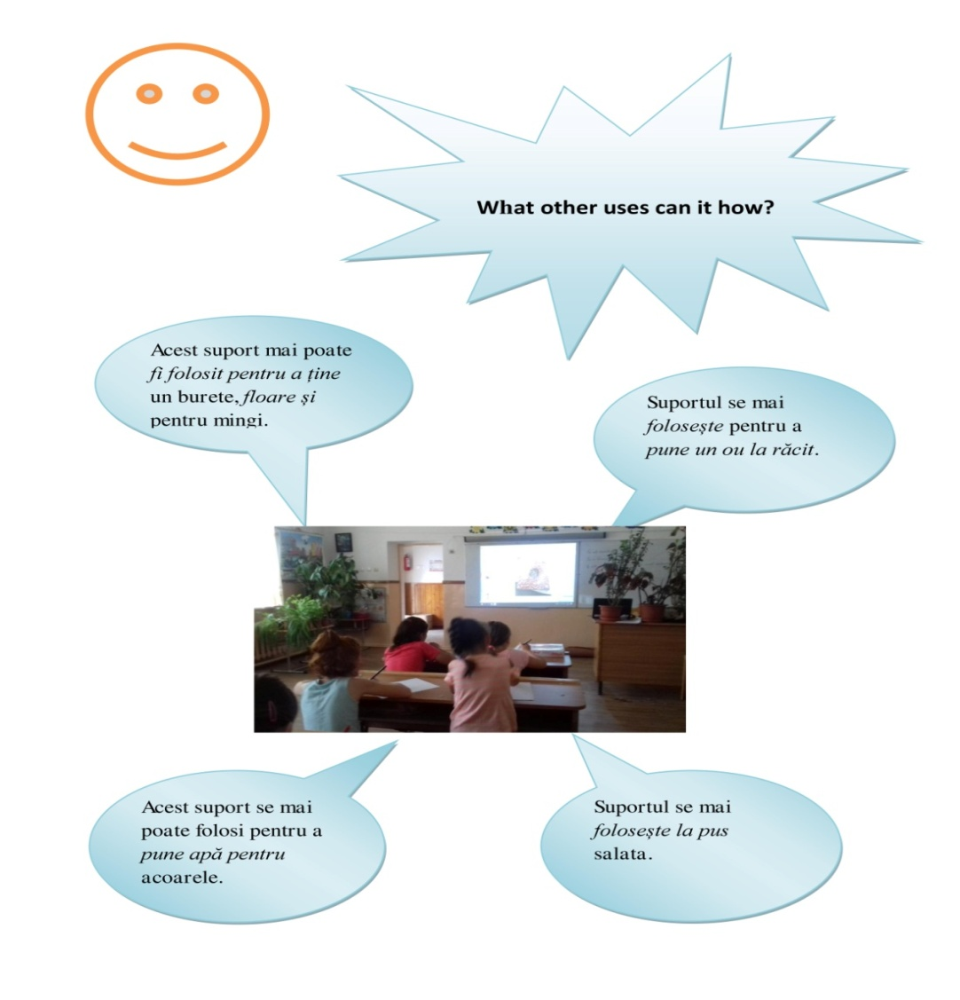 What other uses can it how?
Acest suport mai poate
fi folosit pentru a ține
un burete, floare și
pentru mingi.
Suportul se mai
folosește pentru a
pune un ou la răcit.
Acest suport se mai
poate folosi pentru a
pune apă pentru
acoarele.
Suportul se mai
folosește la pus
salata.